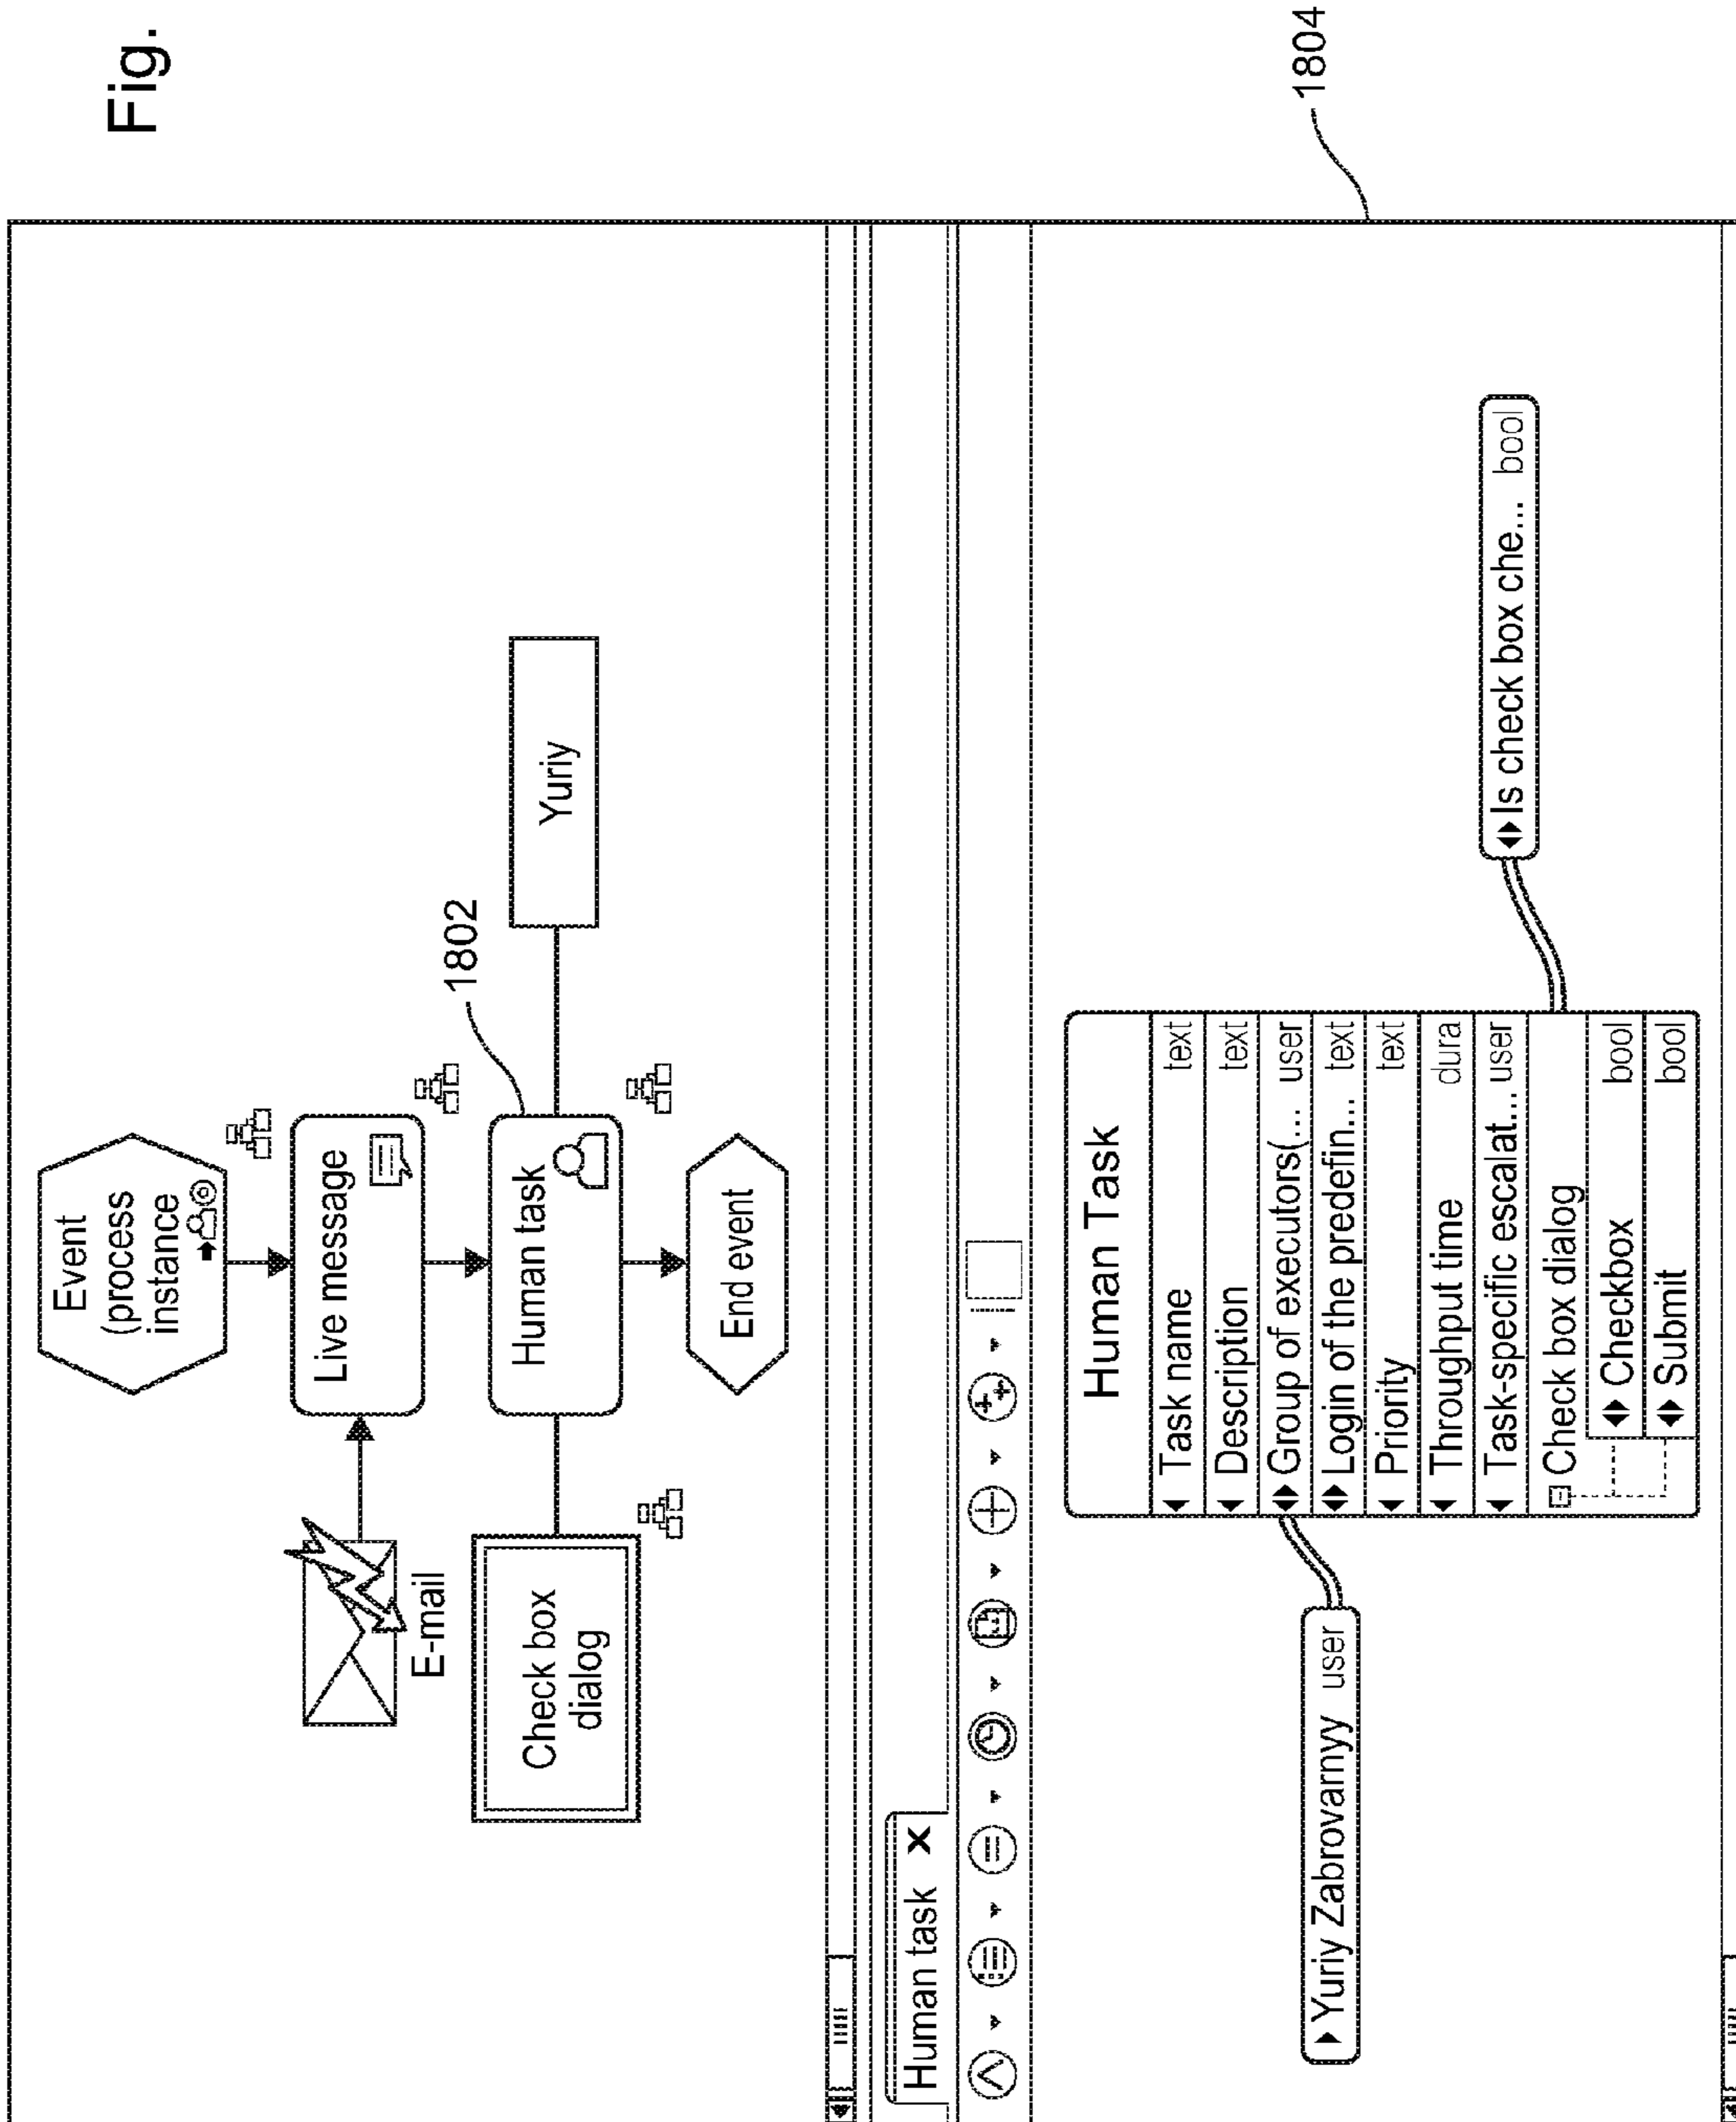 Fig.
Event
(process
instance
Live message
E-mail
1802
Human task
Check box
dialog
Yuriy
End event
Human task X
1804
Human Task
Task name text
Description text
Group of executors(... user
Login of the predefin... text
Priority text
Throughput time dura
Task-specific escalat... user
Check box dialog
Checkbox bool
Submit bool
Yuriy Zabrovarnyy user
Is check box che... bool